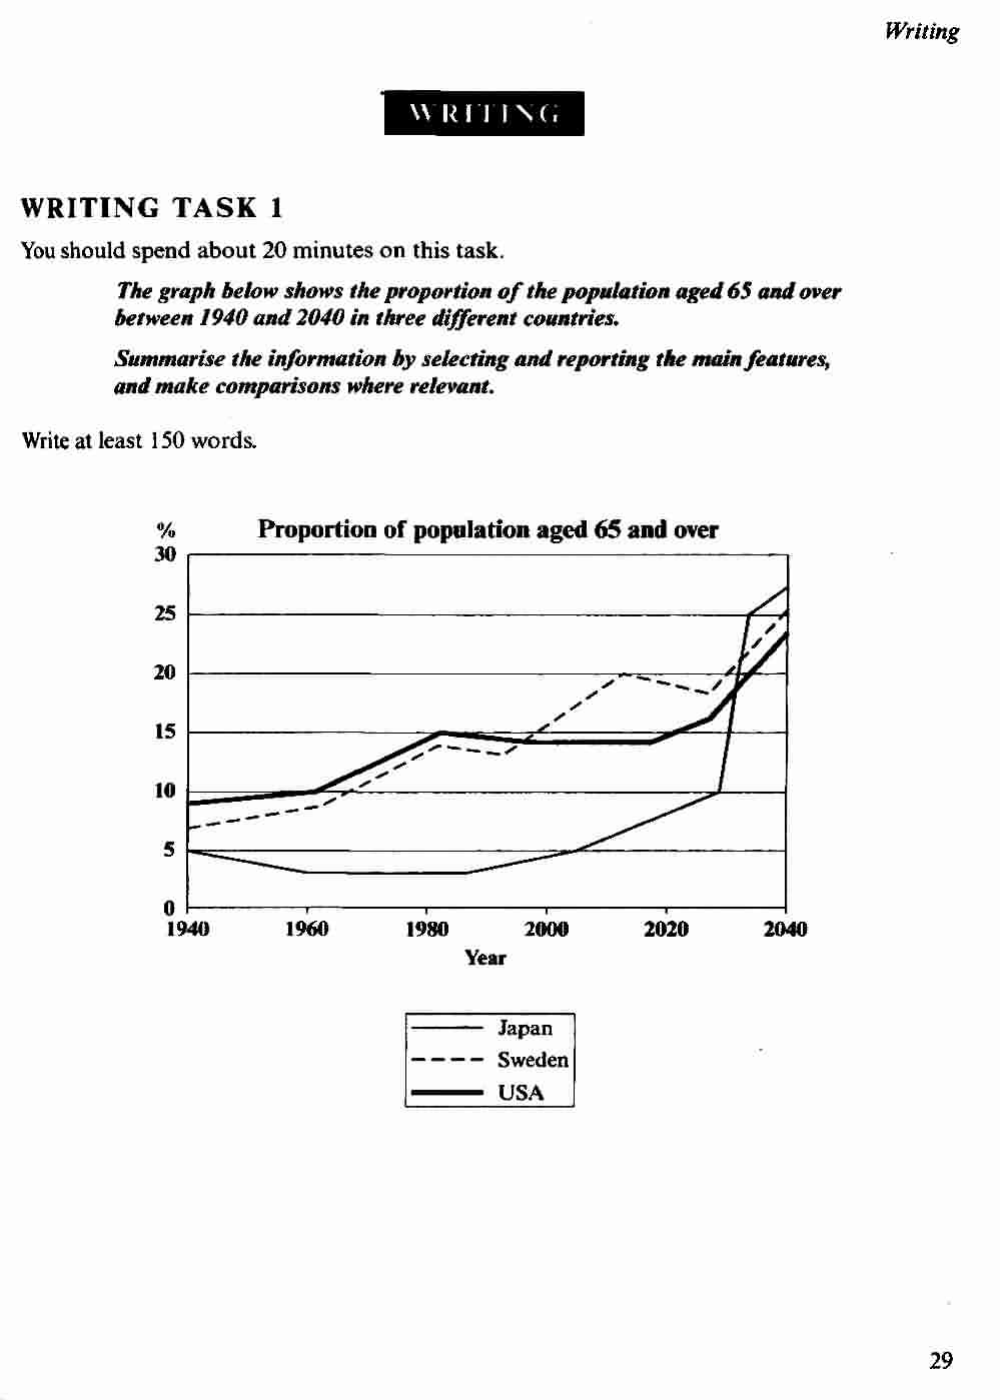 Writing
WRITING
WRITING TASK 1
You should spend about 20 minutes on this task.
The graph below shows the proportion of the population aged 65 and over
between 1940 and 2040 in three different countries.
Summarise the information by selecting and reporting the main features,
and make comparisons where relevant.
Write at least 150 words.
% Proportion of population aged 65 and over
30
25
20
15
10
5
0
1940 1960 1980 2000 2020 2040
Year
Japan
Sweden
USA
29